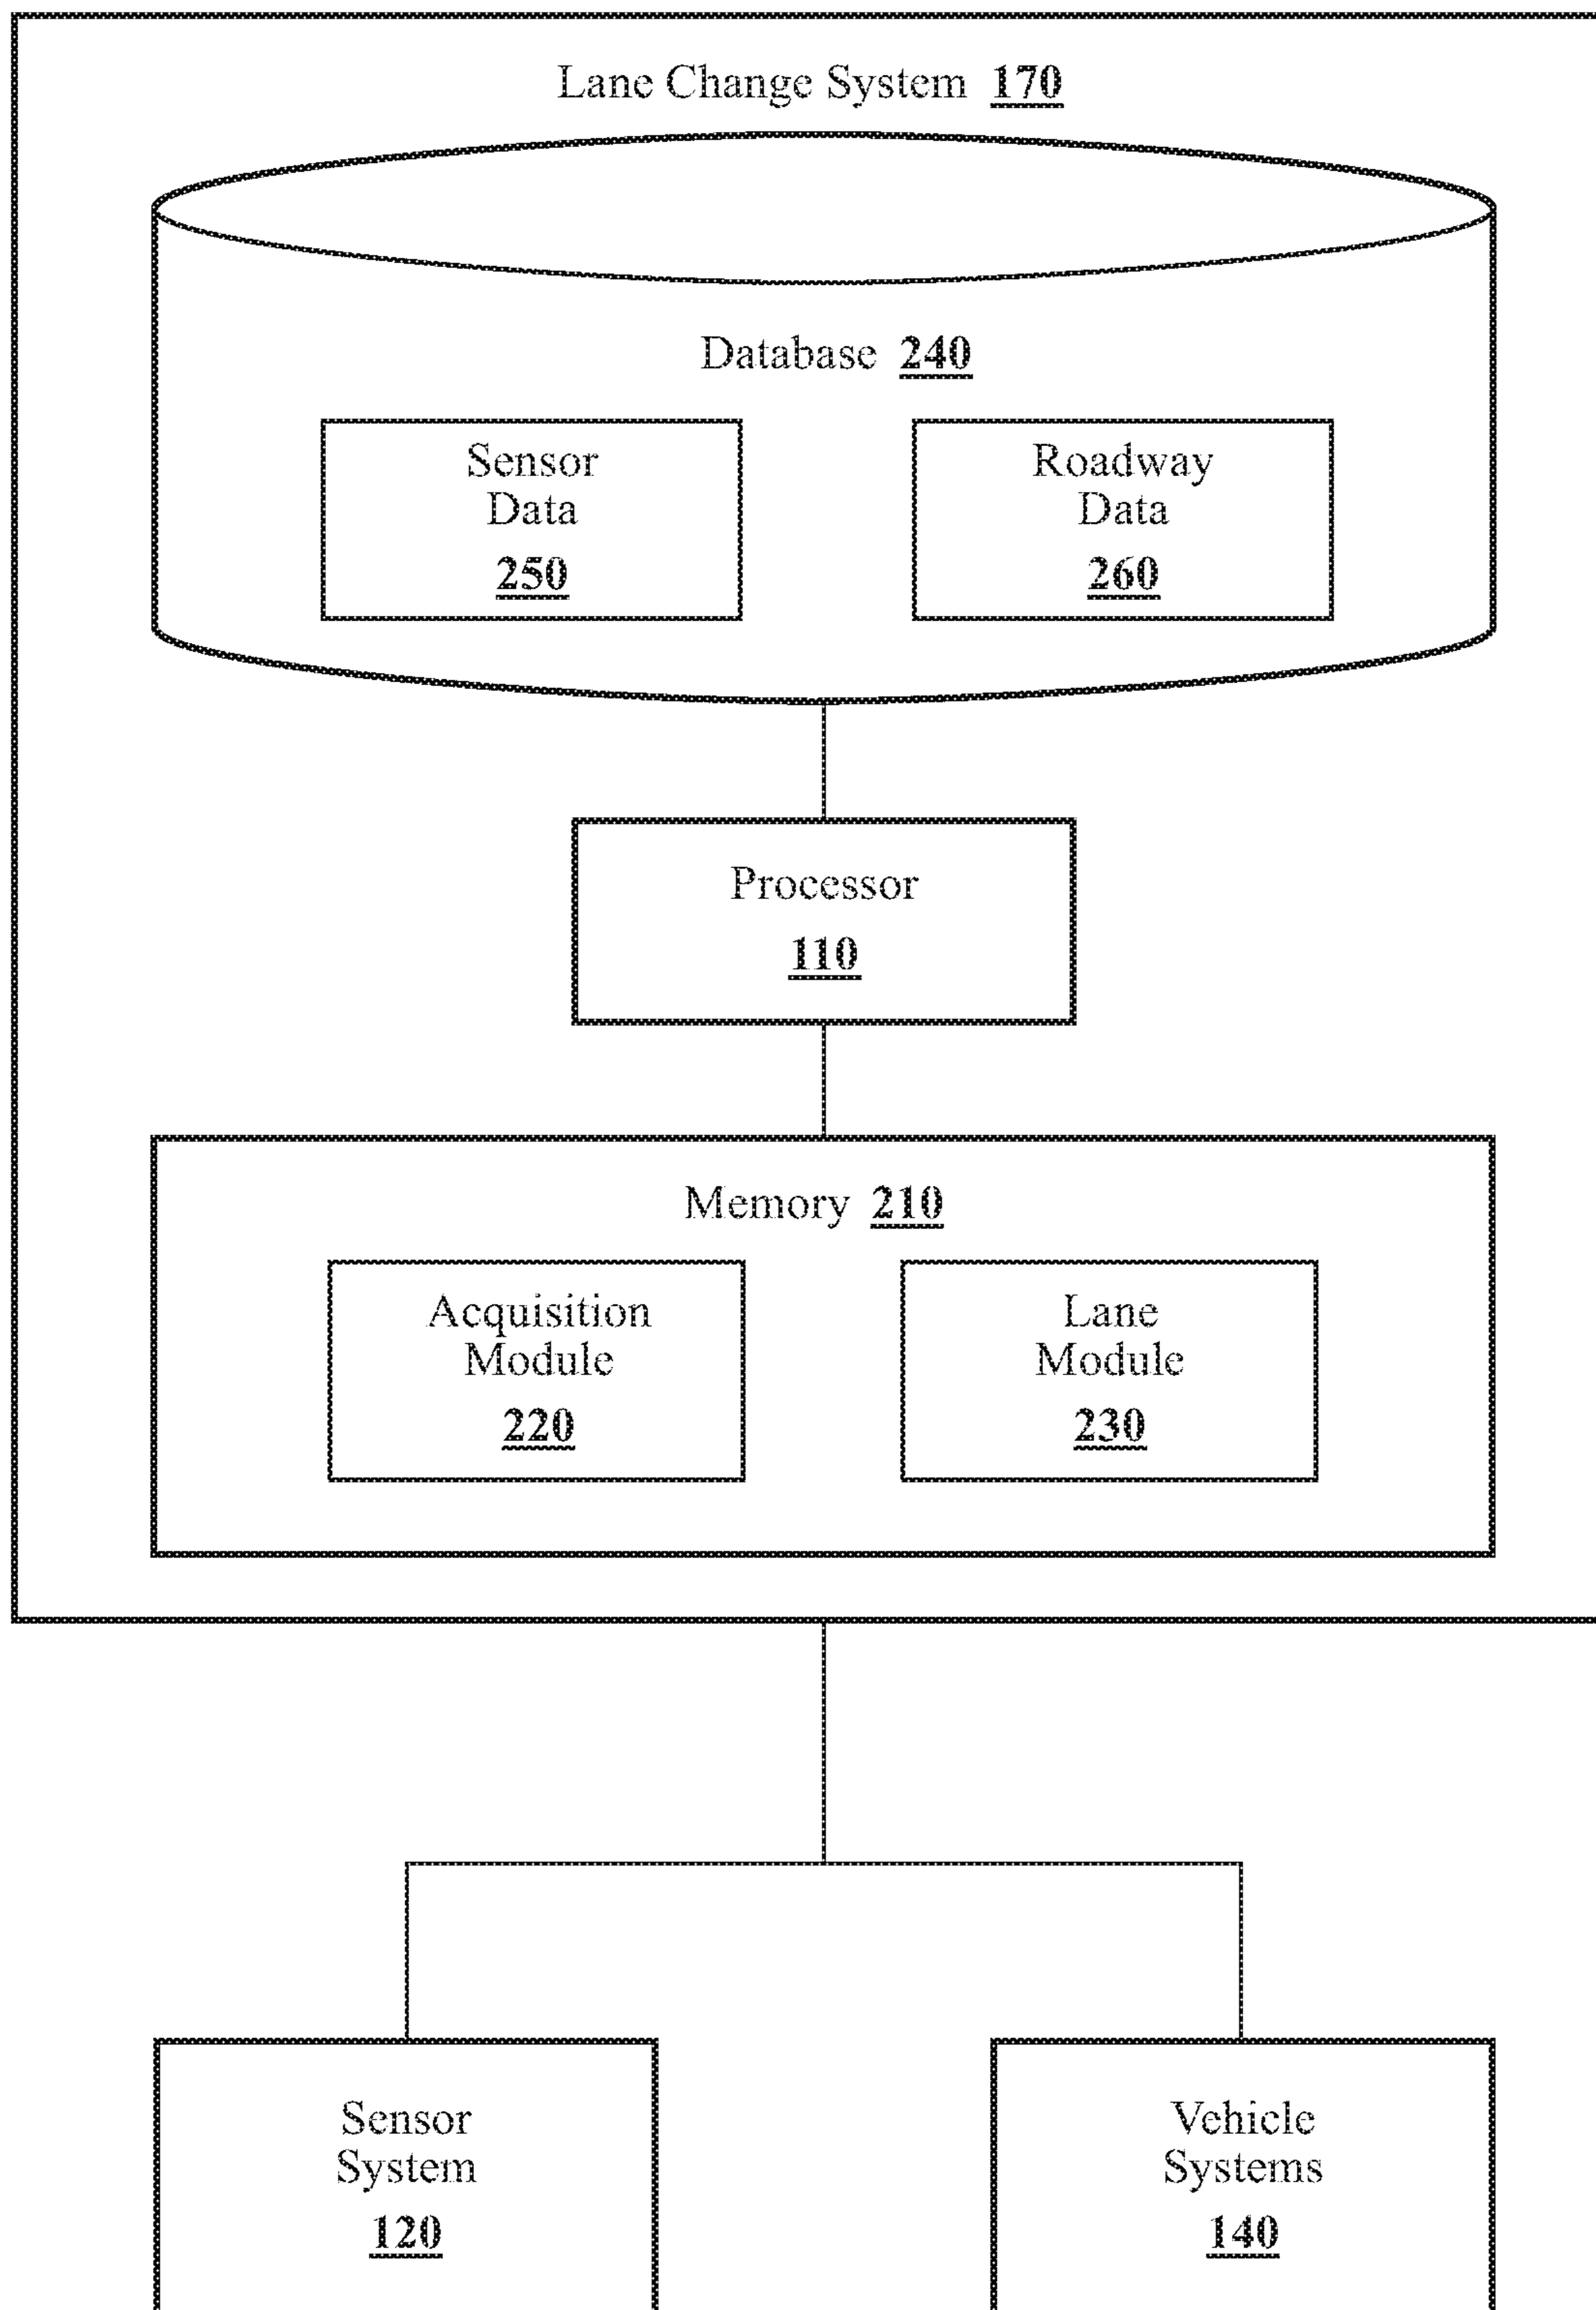 Lane Change System 170
Database 240
Sensor
Data
250
Roadway
Data
260
Processor
110
Memory 210
Acquisition
Module
220
Lane
Module
230
Sensor
System
120
Vehicle
Systems
140